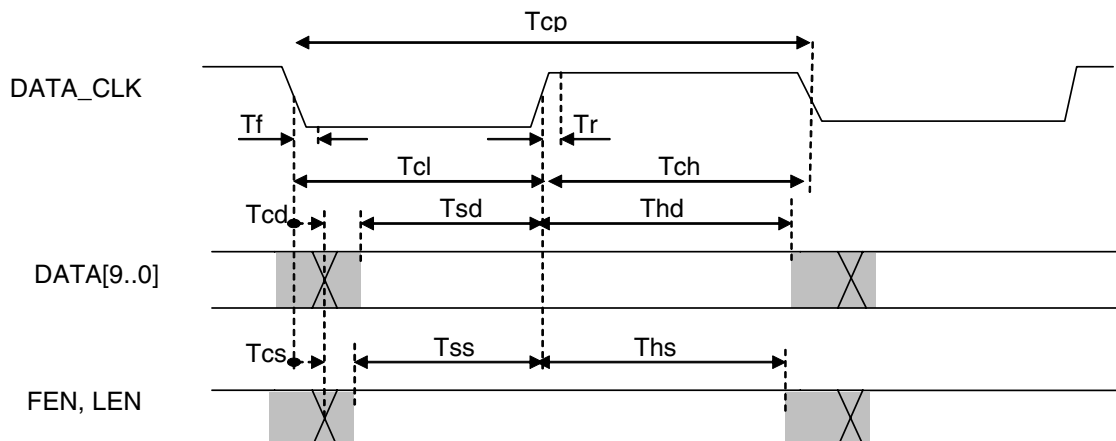 Tcp
DATA_CLK
Tf
Tr
Tcl
Tch
Tcd
Tsd
Thd
DATA[9..0]
Tcs
Tss
Ths
FEN, LEN